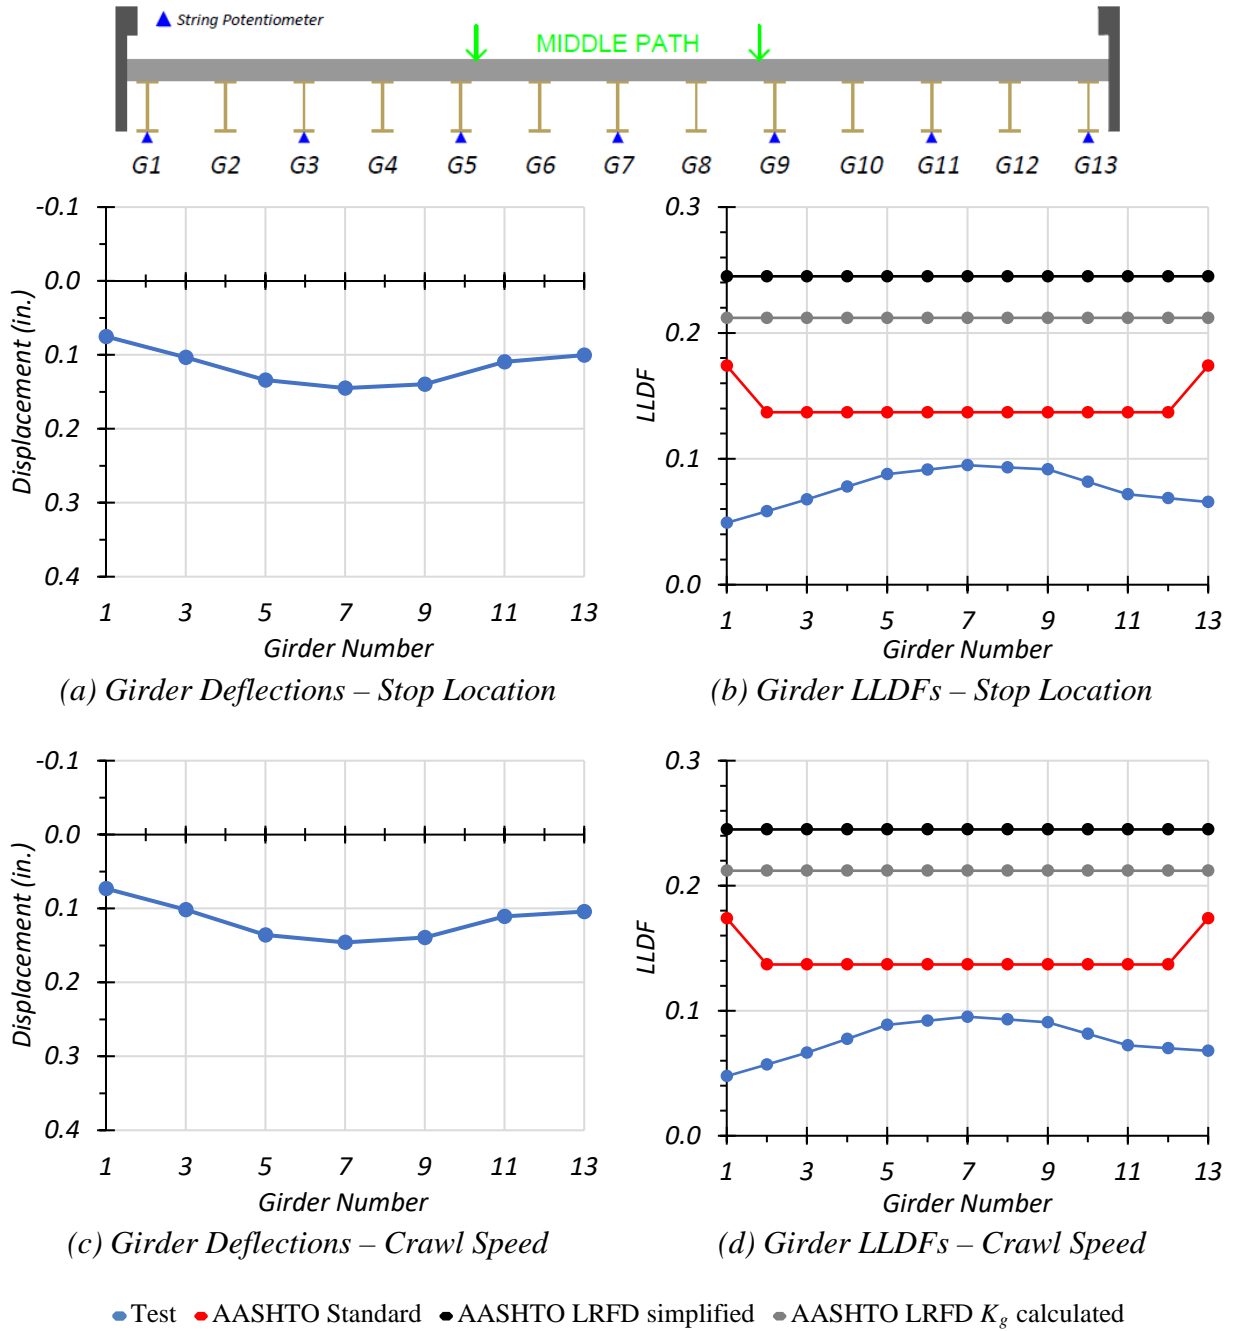 String Potentiometer
MIDDLE PATH
G1 G2 G3 G4 G5 G6 G7 G8 G9 G10 G11 G12 G13
-0.1
0.0
0.1
0.2
0.3
0.4
Displacement (in.)
1 3 5 7 9 11 13
Girder Number
(a) Girder Deflections – Stop Location
0.3
0.2
0.1
0.0
LLDF
1 3 5 7 9 11 13
Girder Number
(b) Girder LLDFs – Stop Location
-0.1
0.0
0.1
0.2
0.3
0.4
Displacement (in.)
1 3 5 7 9 11 13
Girder Number
(c) Girder Deflections – Crawl Speed
0.3
0.2
0.1
0.0
LLDF
1 3 5 7 9 11 13
Girder Number
(d) Girder LLDFs – Crawl Speed
Test AASHTO Standard AASHTO LRFD simplified AASHTO LRFD Kg calculated